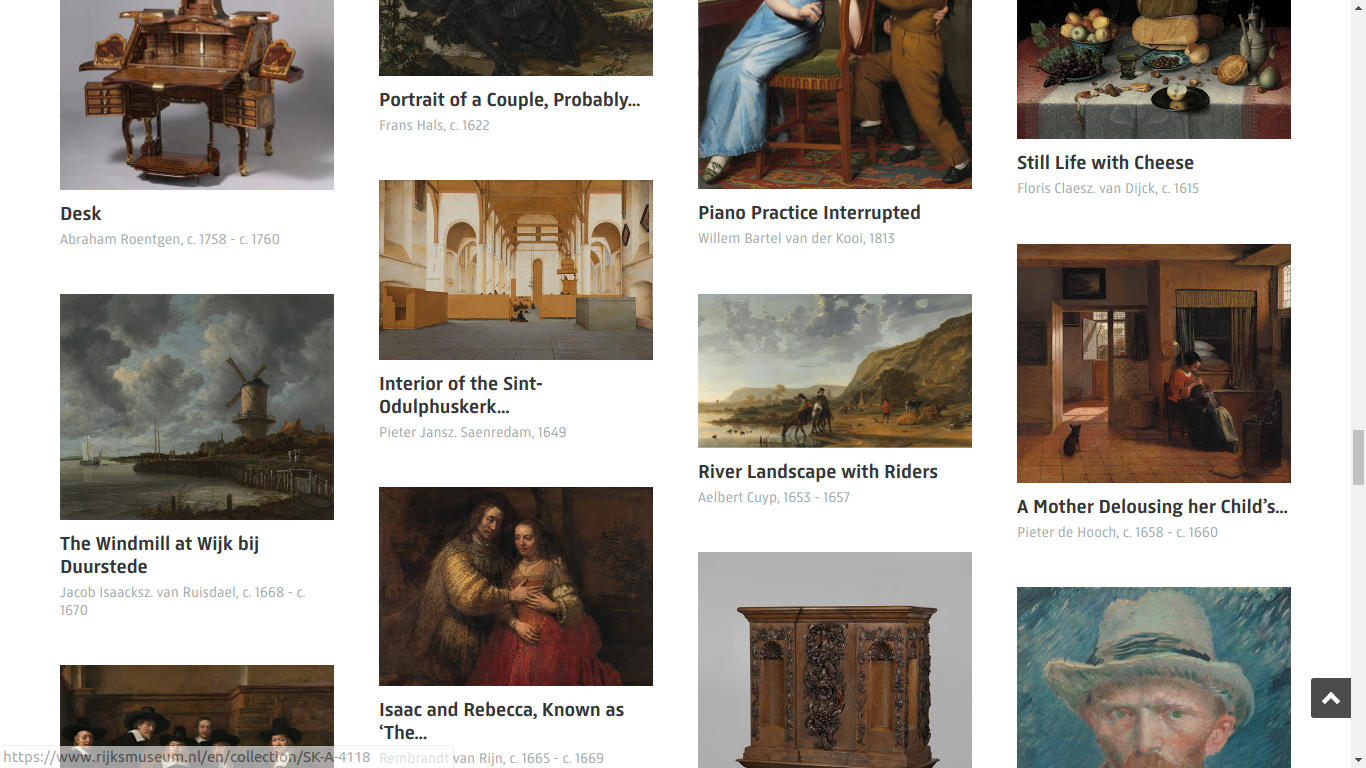 Desk
Abraham Roentgen, c. 1758 - c. 1760
The Windmill at Wijk bij
Duurstede
Jacob Isaacksz. van Ruisdael, c. 1668 - c.
1670
Portrait of a Couple, Probably...
Frans Hals, c. 1622
Interior of the Sint-
Odulphuskerk...
Pieter Jansz. Saenredam, 1649
Isaac and Rebecca, Known as
‘The...
Rembrandt van Rijn, c. 1665 - c. 1669
Piano Practice Interrupted
Willem Bartel van der Kooi, 1813
River Landscape with Riders
Aelbert Cuyp, 1653 - 1657
Still Life with Cheese
Floris Claesz. van Dijck, c. 1615
A Mother Delousing her Child’s...
Pieter de Hooch, c. 1658 - c. 1660
https://www.rijksmuseum.nl/en/collection/SK-A-4118